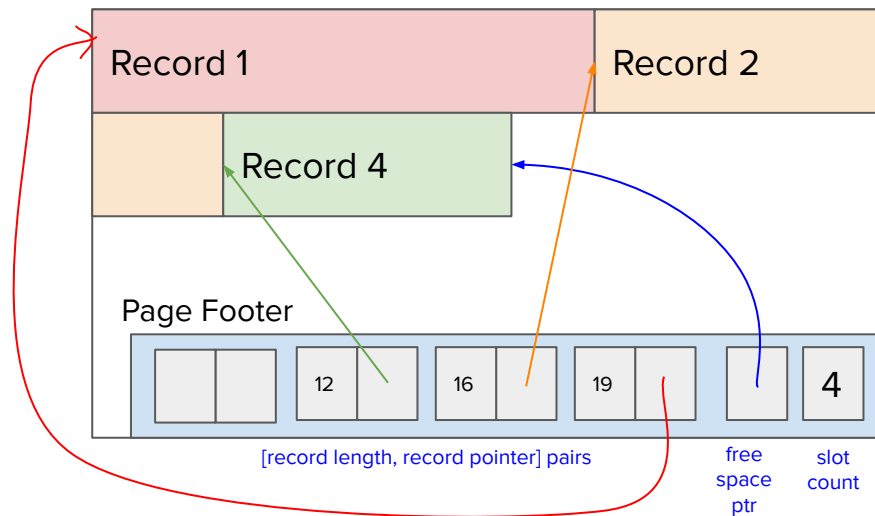 Record 1
Record 2
Record 4
Page Footer
12
16
19
4
[record length, record pointer] pairs
free
space
ptr
slot
count